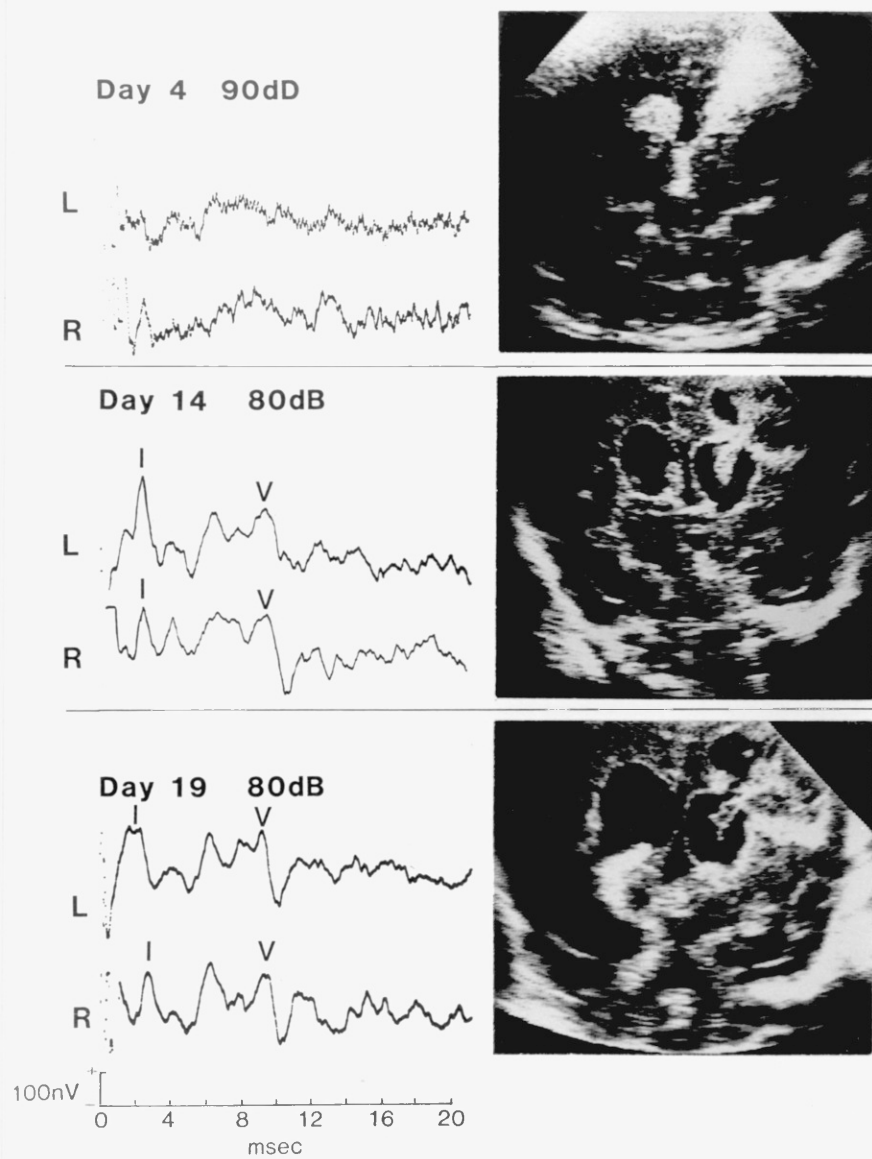 Day 4 90dD
L
R
Day 14 80dB
I V
L
I V
R
Day 19 80dB
I V
L
I V
R
+
100nV
−
0 4 8 12 16 20
msec